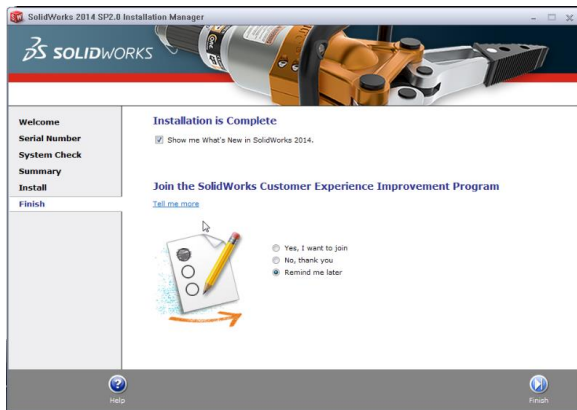 SolidWorks 2014 SP2.0 Installation Manager
SOLIDWORKS
Welcome
Serial Number
System Check
Summary
Install
Finish
Installation is Complete
Show me What's New in SolidWorks 2014.
Join the SolidWorks Customer Experience Improvement Program
Tell me more
Yes, I want to join
No, thank you
Remind me later
Help
Finish